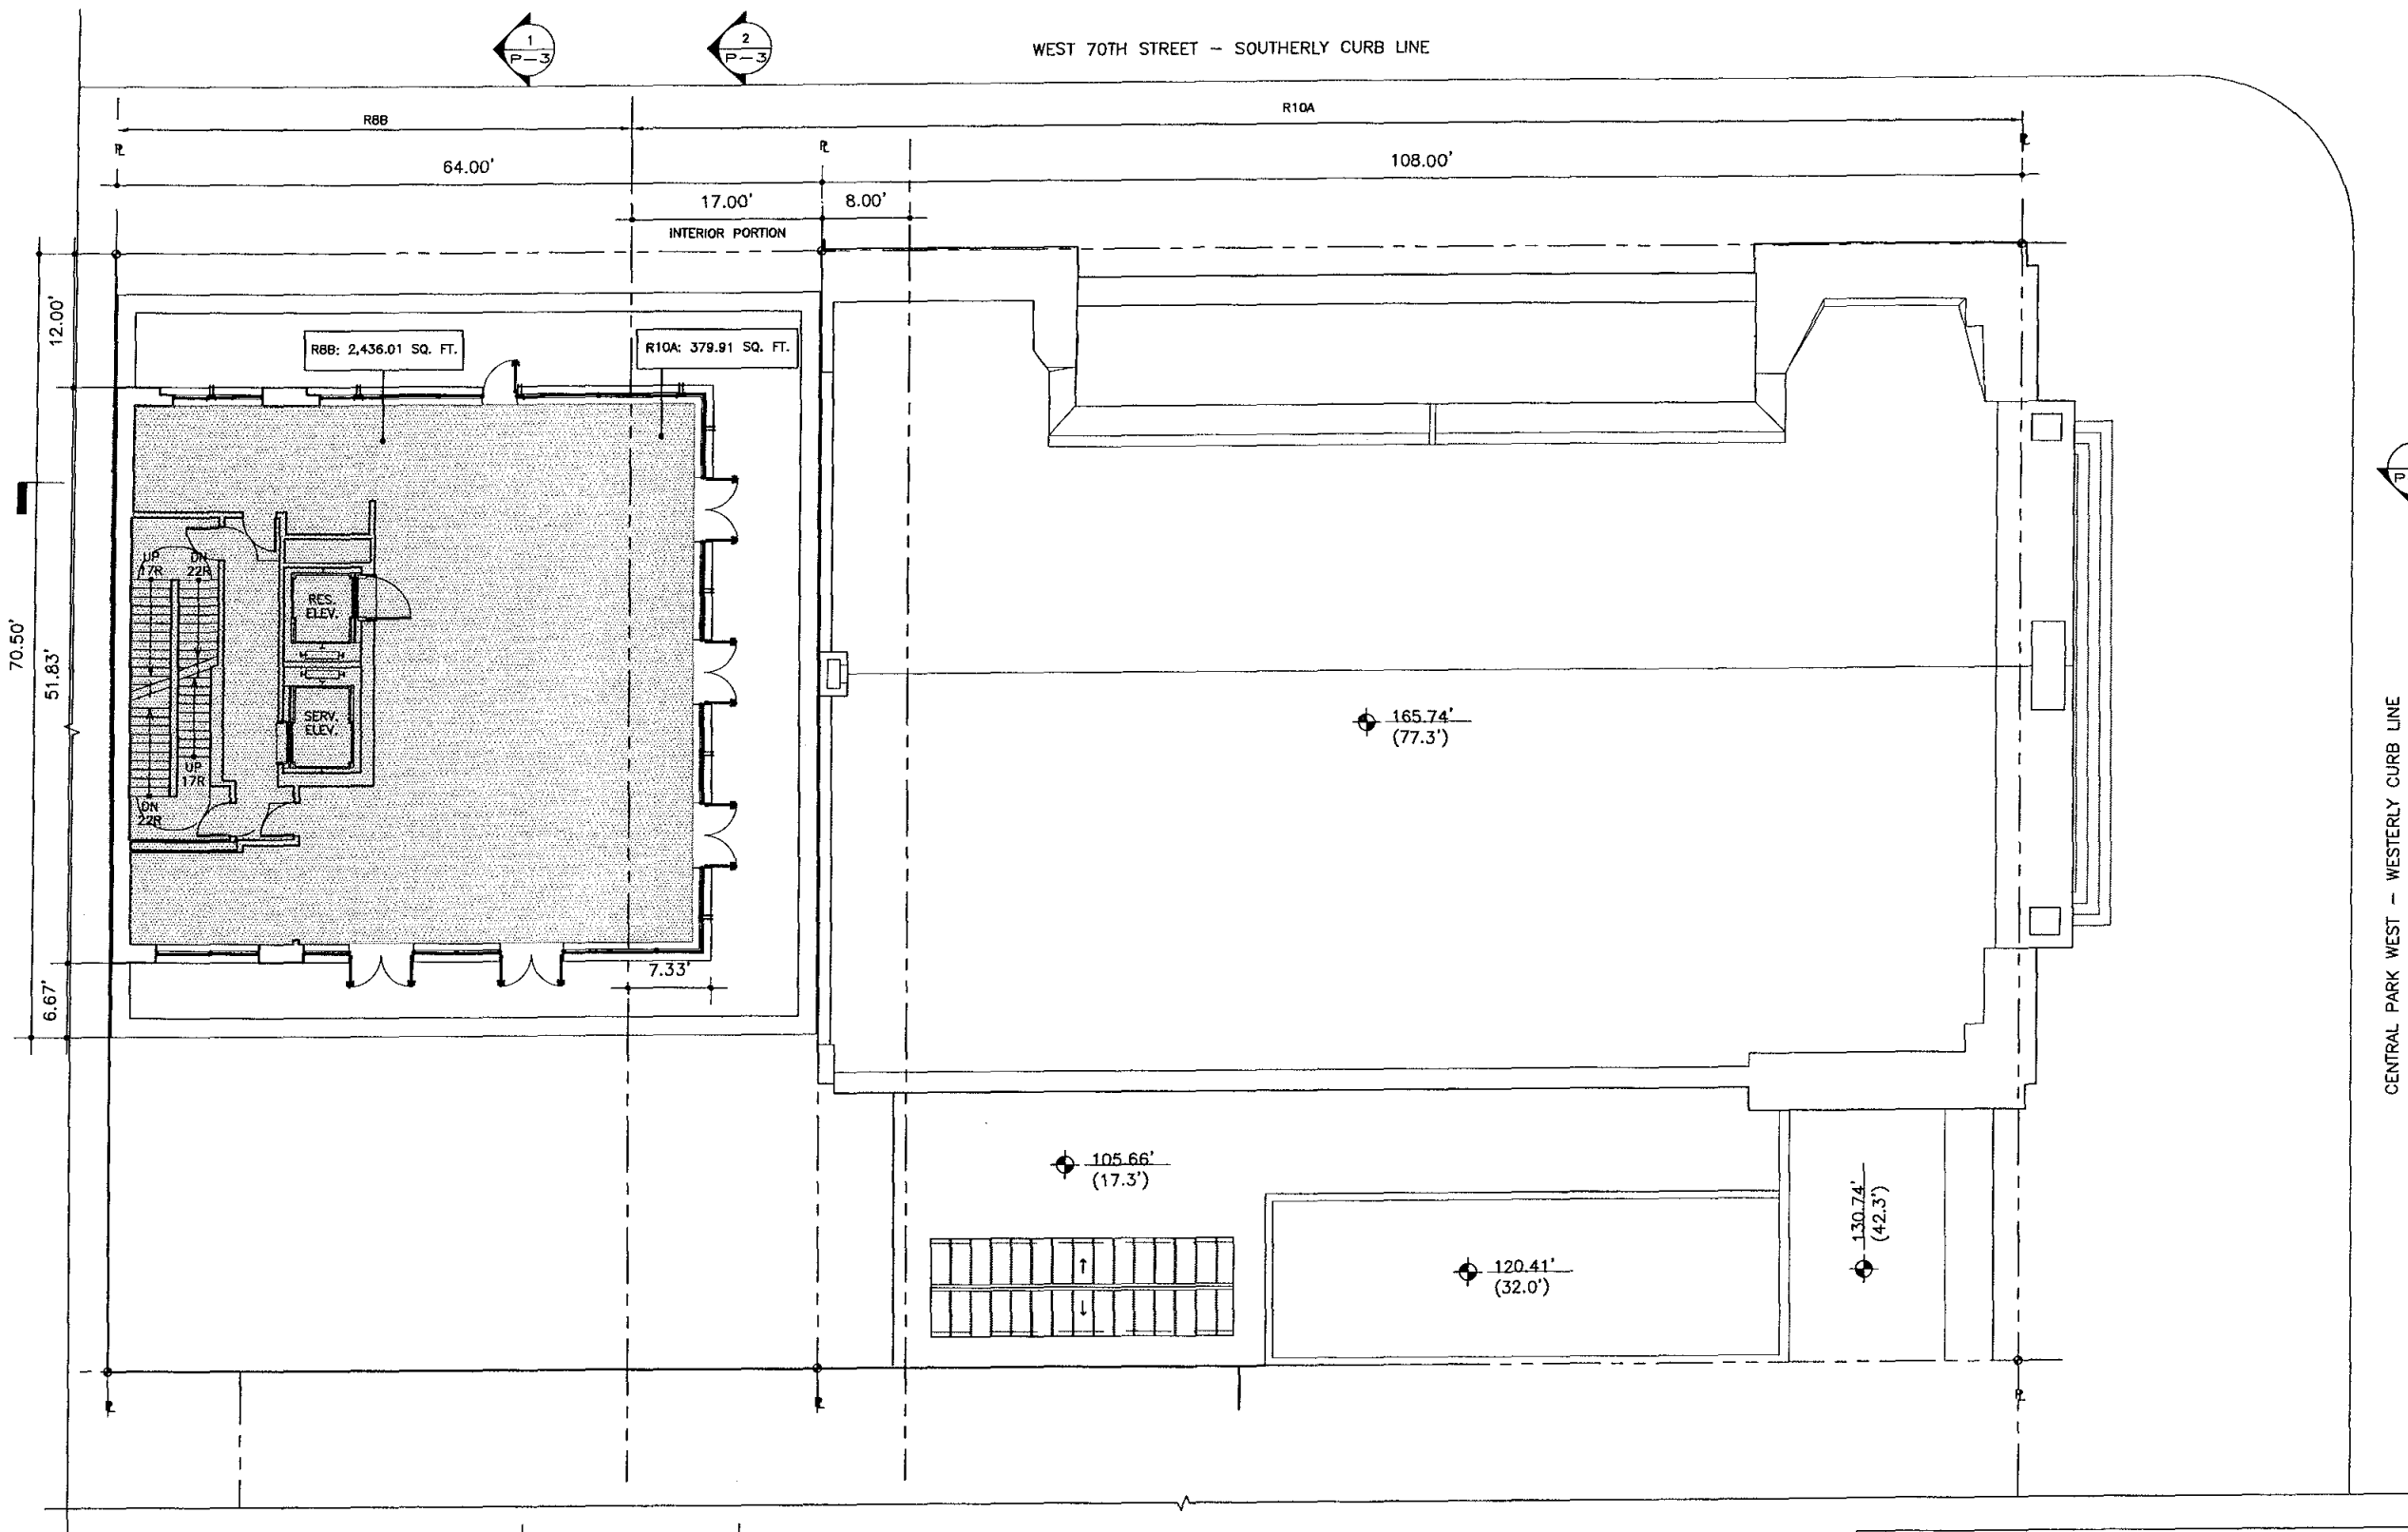 1
P-3
2
P-3
WEST 70TH STREET - SOUTHERLY CURB LINE
R8B
R10A
64.00'
108.00'
17.00'
8.00'
INTERIOR PORTION
12.00'
R8B: 2,436.01 SQ. FT.
R10A: 379.91 SQ. FT.
P
UP
17R
DN
22R
RES.
ELEV.
70.50'
51.83'
SERV.
ELEV.
UP
17R
DN
22R
165.74'
(77.3')
CENTRAL PARK WEST - WESTERLY CURB LINE
6.67'
7.33'
105.66'
(17.3')
120.41'
(32.0')
130.74'
(42.3')